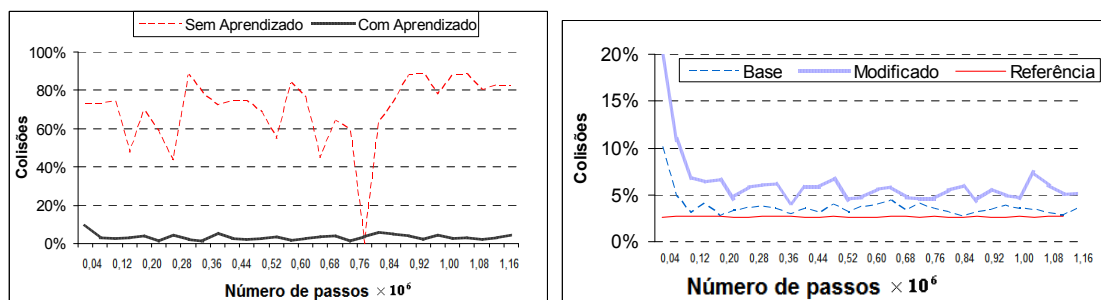 Sem Aprendizado Com Aprendizado
100%
80%
60%
40%
20%
0%
Colisões
0,04 0,12 0,20 0,28 0,36 0,44 0,52 0,60 0,68 0,76 0,84 0,92 1,00 1,08 1,16
Número de passos × 10⁶
20%
Base Modificado Referência
15%
10%
5%
0%
Colisões
0,04 0,12 0,20 0,28 0,36 0,44 0,52 0,60 0,68 0,76 0,84 0,92 1,00 1,08 1,16
Número de passos × 10⁶